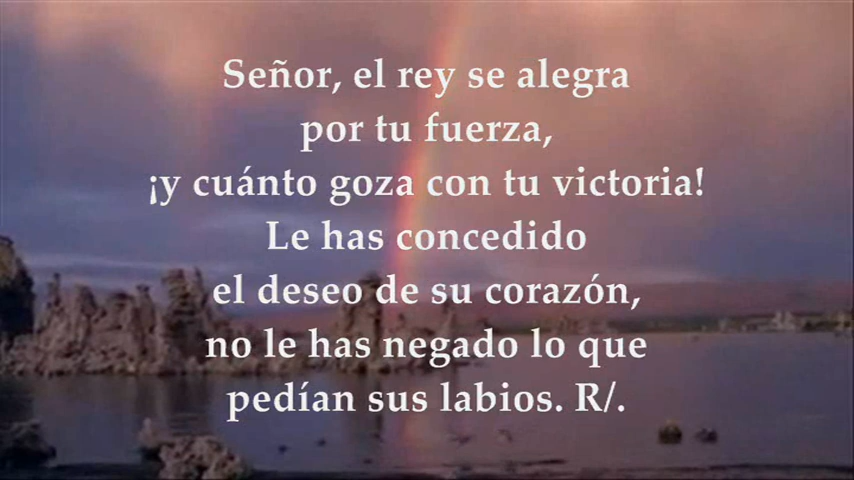 Señor, el rey se alegra
por tu fuerza,
¡y cuánto goza con tu victoria!
Le has concedido
el deseo de su corazón,
no le has negado lo que
pedían sus labios. R/.